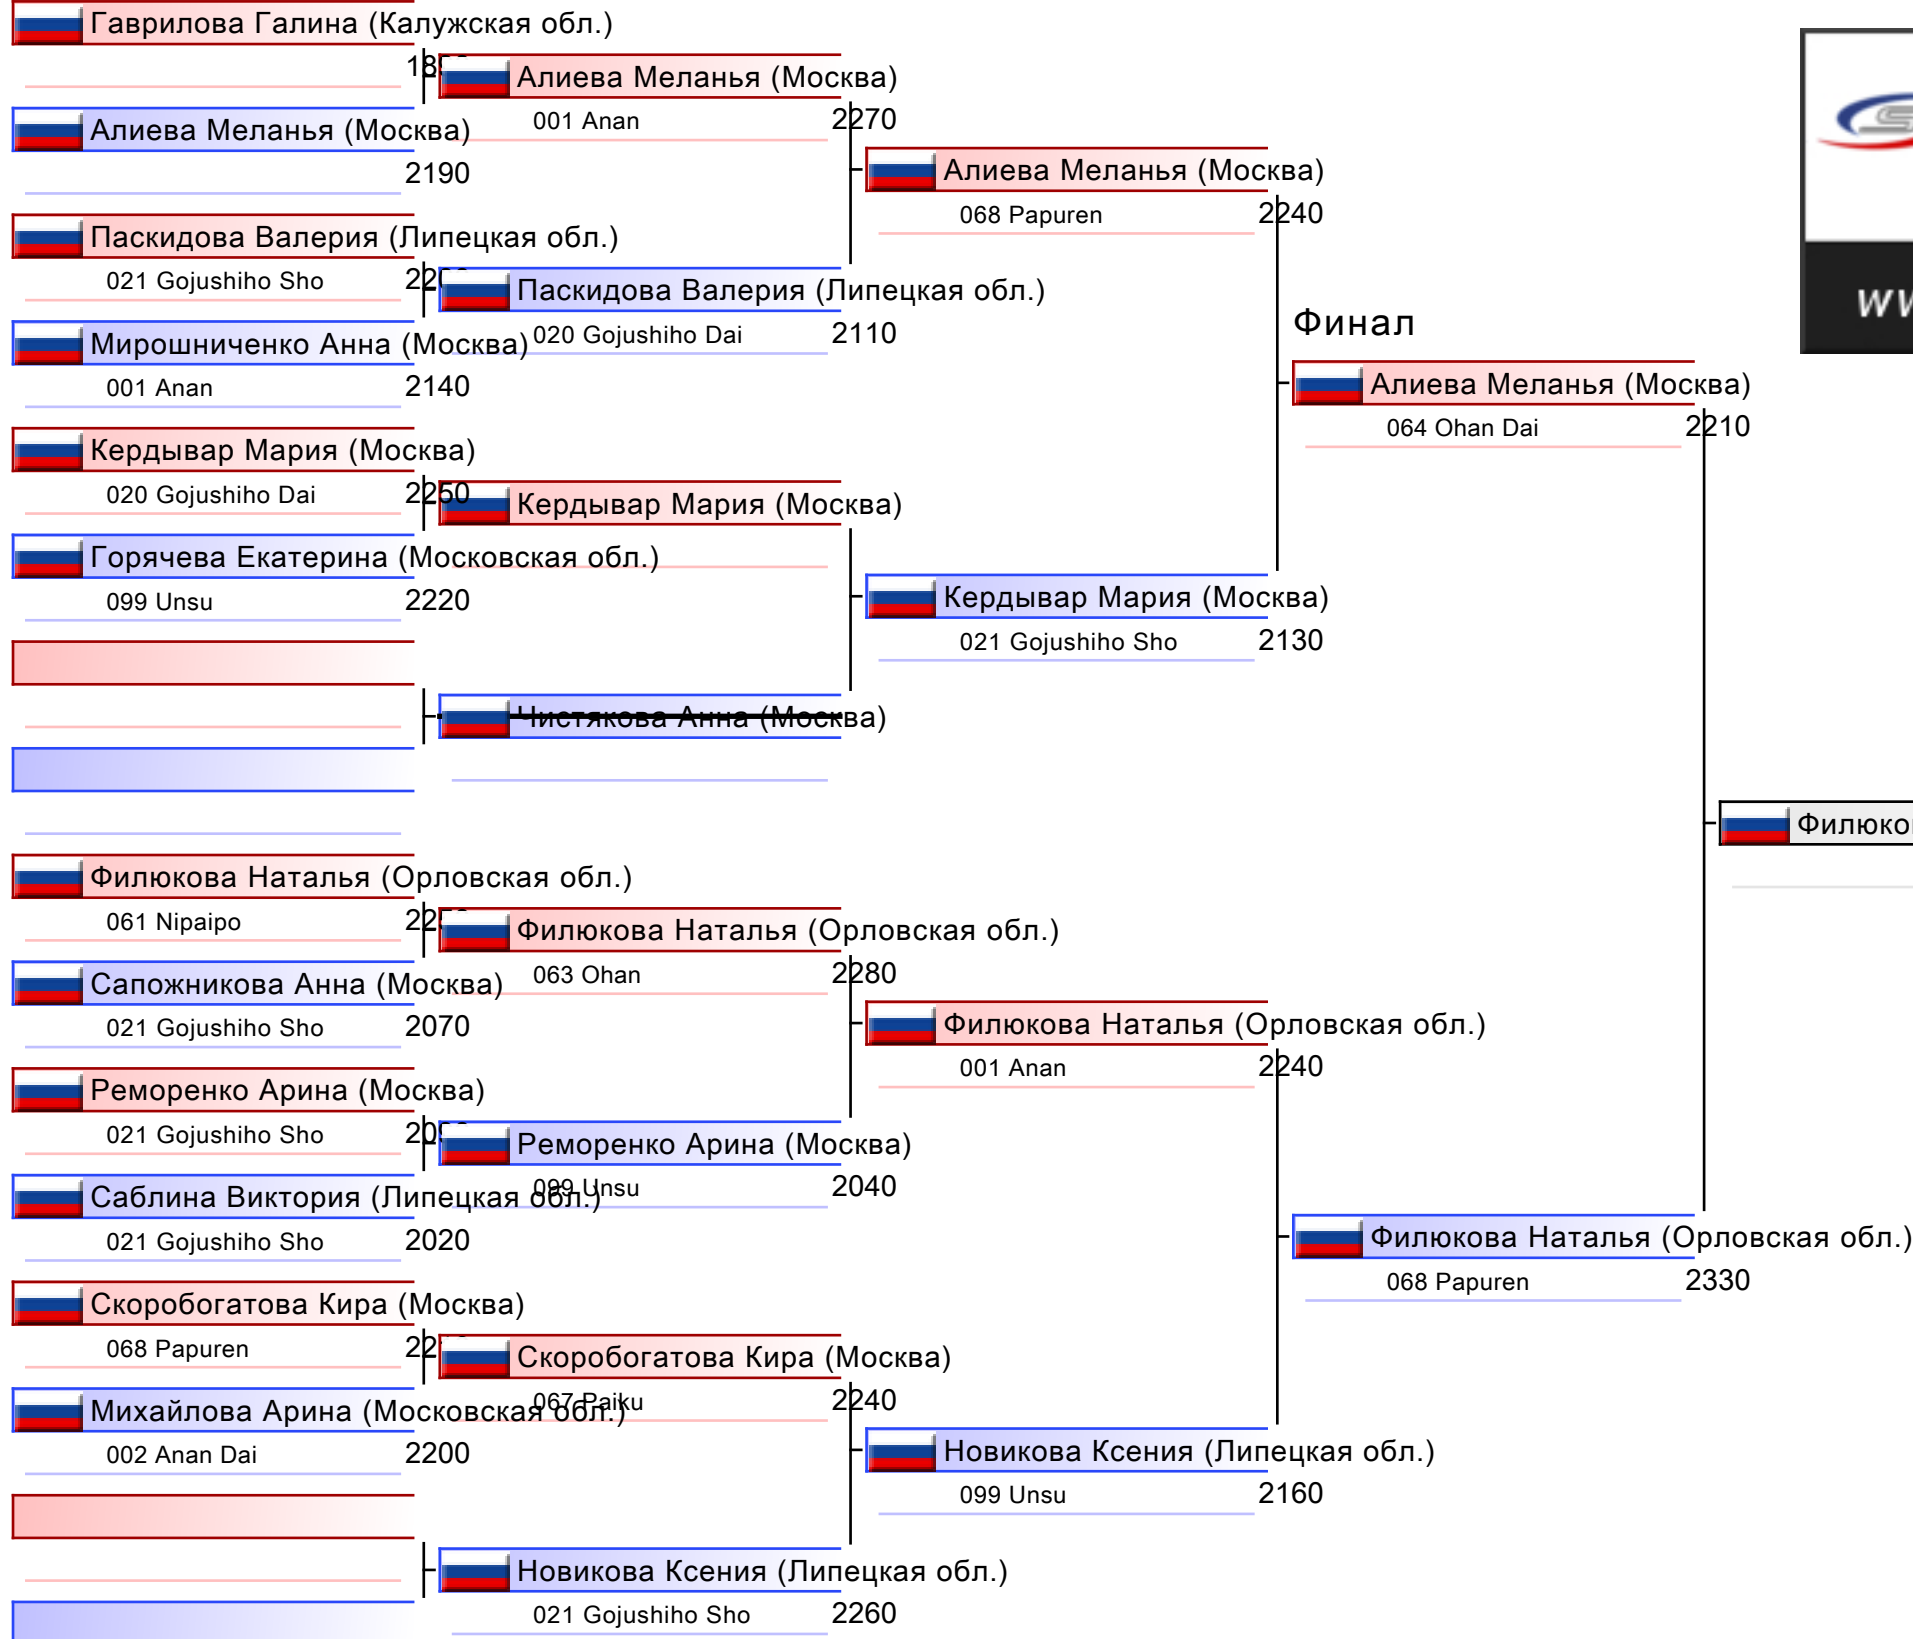 Гаврилова Галина (Калужская обл.)
Алиева Меланья (Москва)
2190
Паскидова Валерия (Липецкая обл.)
021 Gojushiho Sho
Мирошниченко Анна (Москва)
001 Anan 2140
Кердывар Мария (Москва)
020 Gojushiho Dai 2250
Горячева Екатерина (Московская обл.)
099 Unsu 2220
Филюкова Наталья (Орловская обл.)
061 Nipaipo
Сапожникова Анна (Москва)
021 Gojushiho Sho 2070
Реморенко Арина (Москва)
021 Gojushiho Sho
Саблина Виктория (Липецкая обл.)
021 Gojushiho Sho 2020
Скоробогатова Кира (Москва)
068 Papuren
Михайлова Арина (Московская обл.)
002 Anan Dai 2200
Алиева Меланья (Москва)
001 Anan 2270
Паскидова Валерия (Липецкая обл.)
020 Gojushiho Dai 2110
Кердывар Мария (Москва)
Чистякова Анна (Москва)
Филюкова Наталья (Орловская обл.)
063 Ohan 2280
Реморенко Арина (Москва)
099 Unsu 2040
Скоробогатова Кира (Москва)
067 Paiku 2240
Новикова Ксения (Липецкая обл.)
021 Gojushiho Sho 2260
Алиева Меланья (Москва)
068 Papuren 2240
Кердывар Мария (Москва)
021 Gojushiho Sho 2130
Филюкова Наталья (Орловская обл.)
001 Anan 2240
Новикова Ксения (Липецкая обл.)
099 Unsu 2160
Финал
Алиева Меланья (Москва)
064 Ohan Dai 2210
Филюкова Наталья (Орловская обл.)
068 Papuren 2330